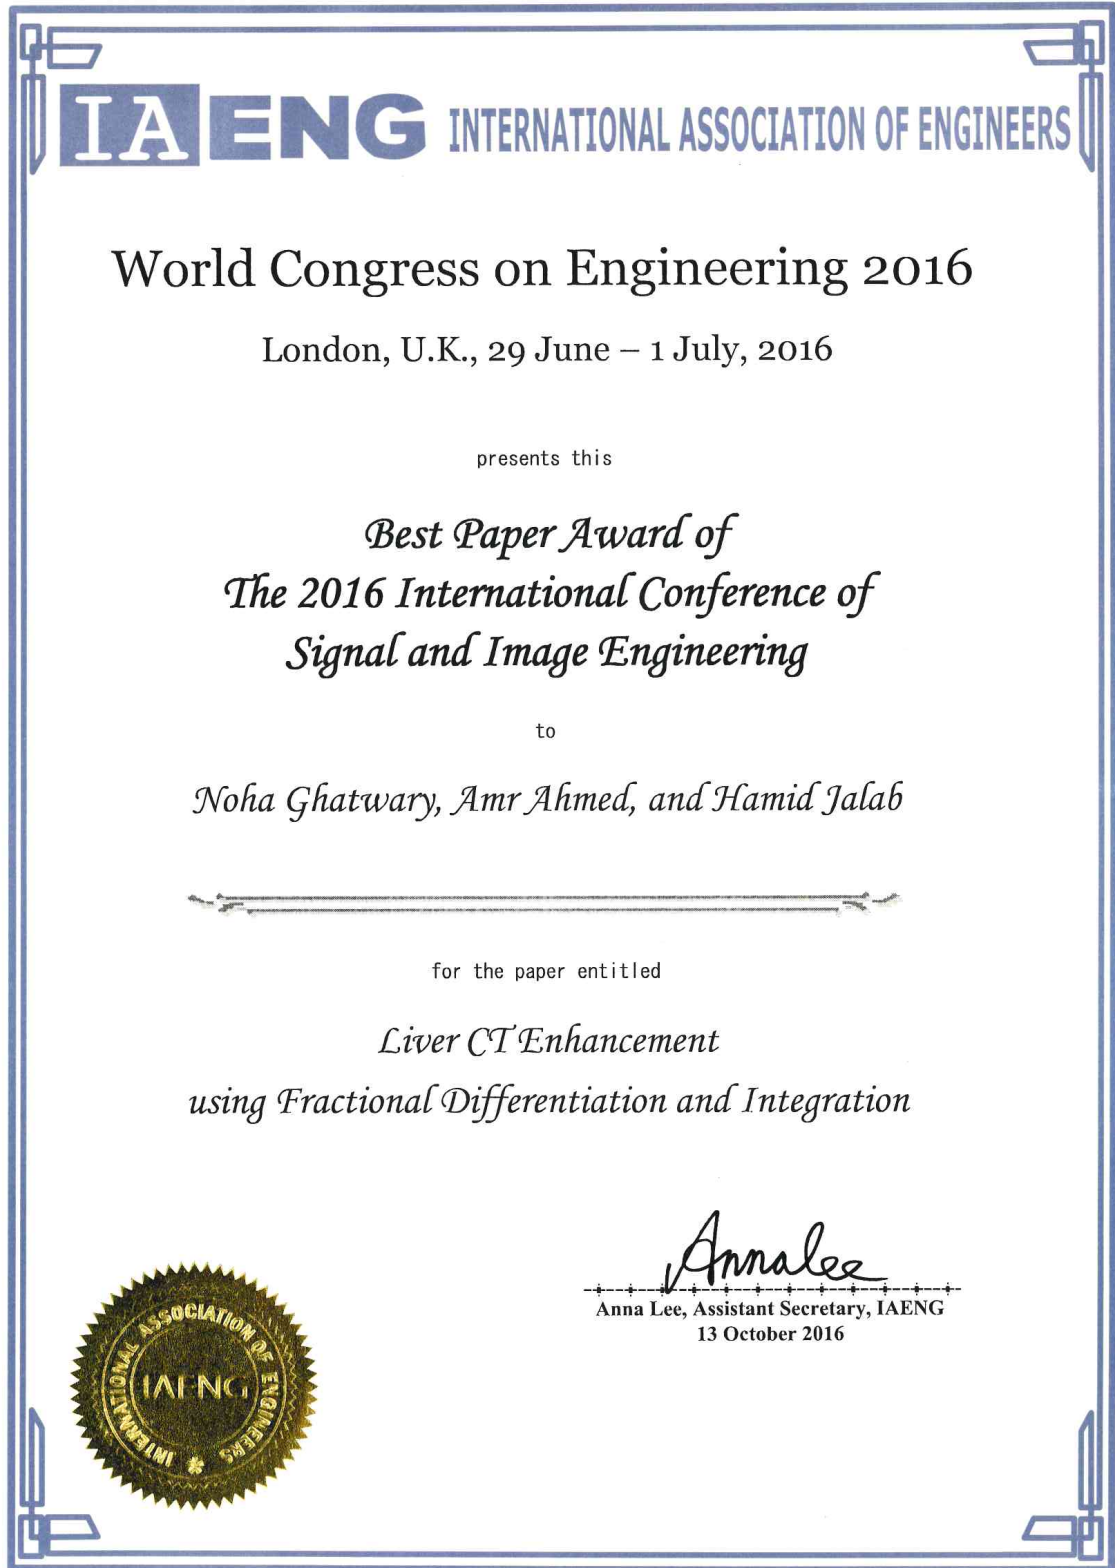 IAENG INTERNATIONAL ASSOCIATION OF ENGINEERS
World Congress on Engineering 2016
London, U.K., 29 June – 1 July, 2016
presents this
Best Paper Award of
The 2016 International Conference of
Signal and Image Engineering
to
Noha Ghatwary, Amr Ahmed, and Hamid Jalab
for the paper entitled
Liver CT Enhancement
using Fractional Differentiation and Integration
Annalee
Anna Lee, Assistant Secretary, IAENG
13 October 2016
INTERNATIONAL ASSOCIATION OF ENGINEERS
IAENG